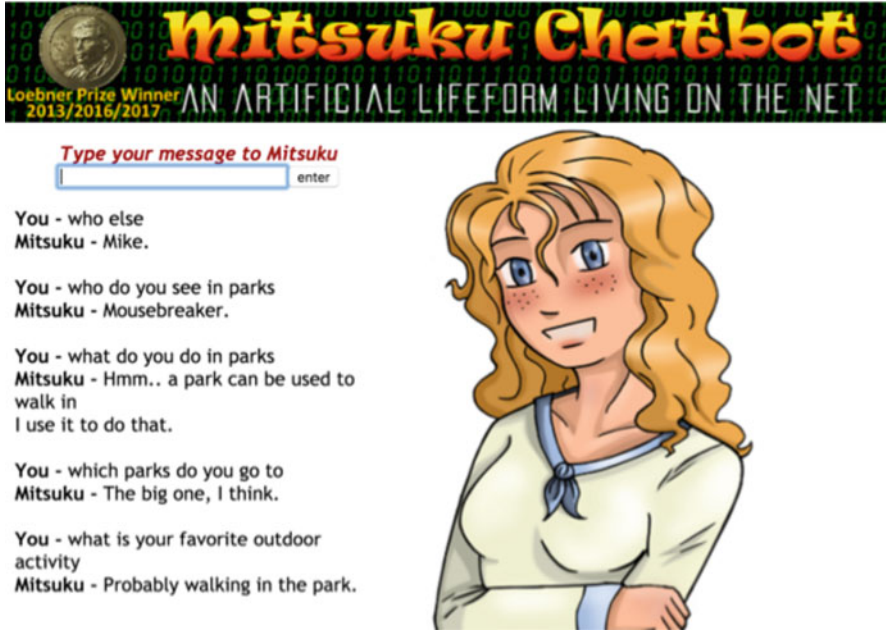 Mitsuku Chatbot
Loebner Prize Winner
2013/2016/2017
AN ARTIFICIAL LIFEFORM LIVING ON THE NET
Type your message to Mitsuku
enter
You - who else
Mitsuku - Mike.
You - who do you see in parks
Mitsuku - Mousebreaker.
You - what do you do in parks
Mitsuku - Hmm.. a park can be used to
walk in
I use it to do that.
You - which parks do you go to
Mitsuku - The big one, I think.
You - what is your favorite outdoor
activity
Mitsuku - Probably walking in the park.